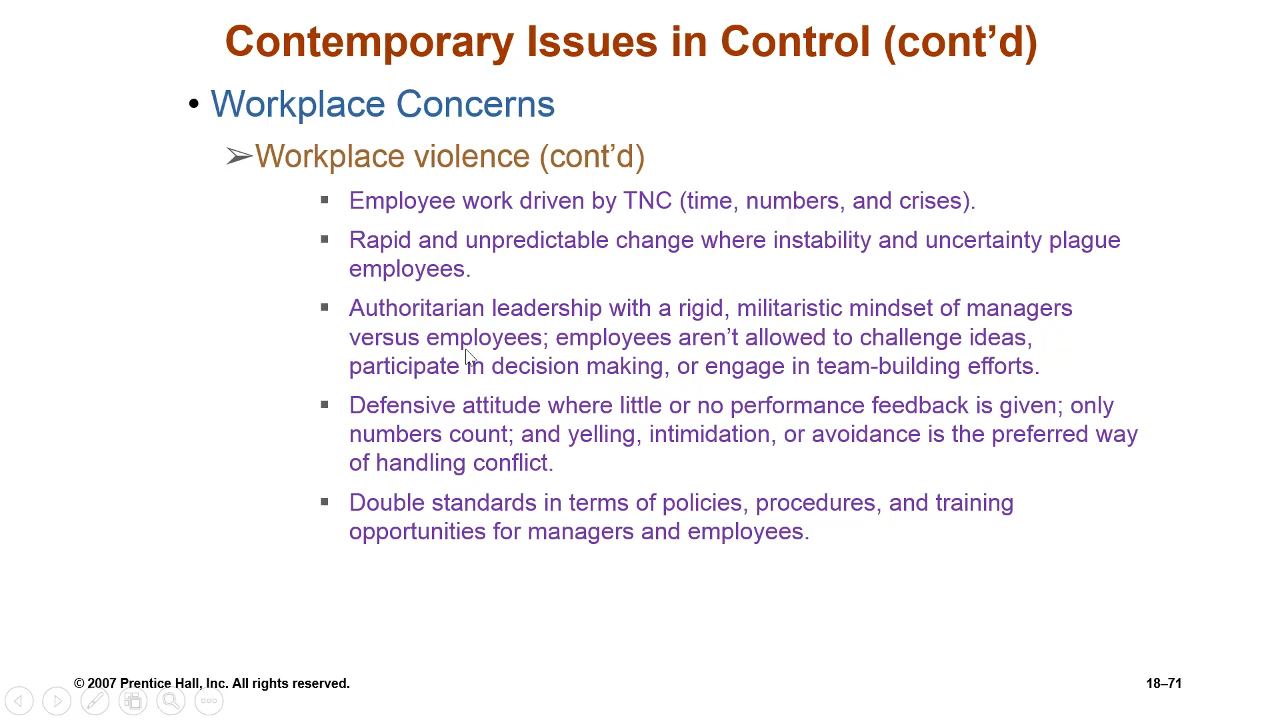 Contemporary Issues in Control (cont’d)
• Workplace Concerns
➢Workplace violence (cont’d)
▪ Employee work driven by TNC (time, numbers, and crises).
▪ Rapid and unpredictable change where instability and uncertainty plague
employees.
▪ Authoritarian leadership with a rigid, militaristic mindset of managers
versus employees; employees aren’t allowed to challenge ideas,
participate in decision making, or engage in team-building efforts.
▪ Defensive attitude where little or no performance feedback is given; only
numbers count; and yelling, intimidation, or avoidance is the preferred way
of handling conflict.
▪ Double standards in terms of policies, procedures, and training
opportunities for managers and employees.
© 2007 Prentice Hall, Inc. All rights reserved.
18–71